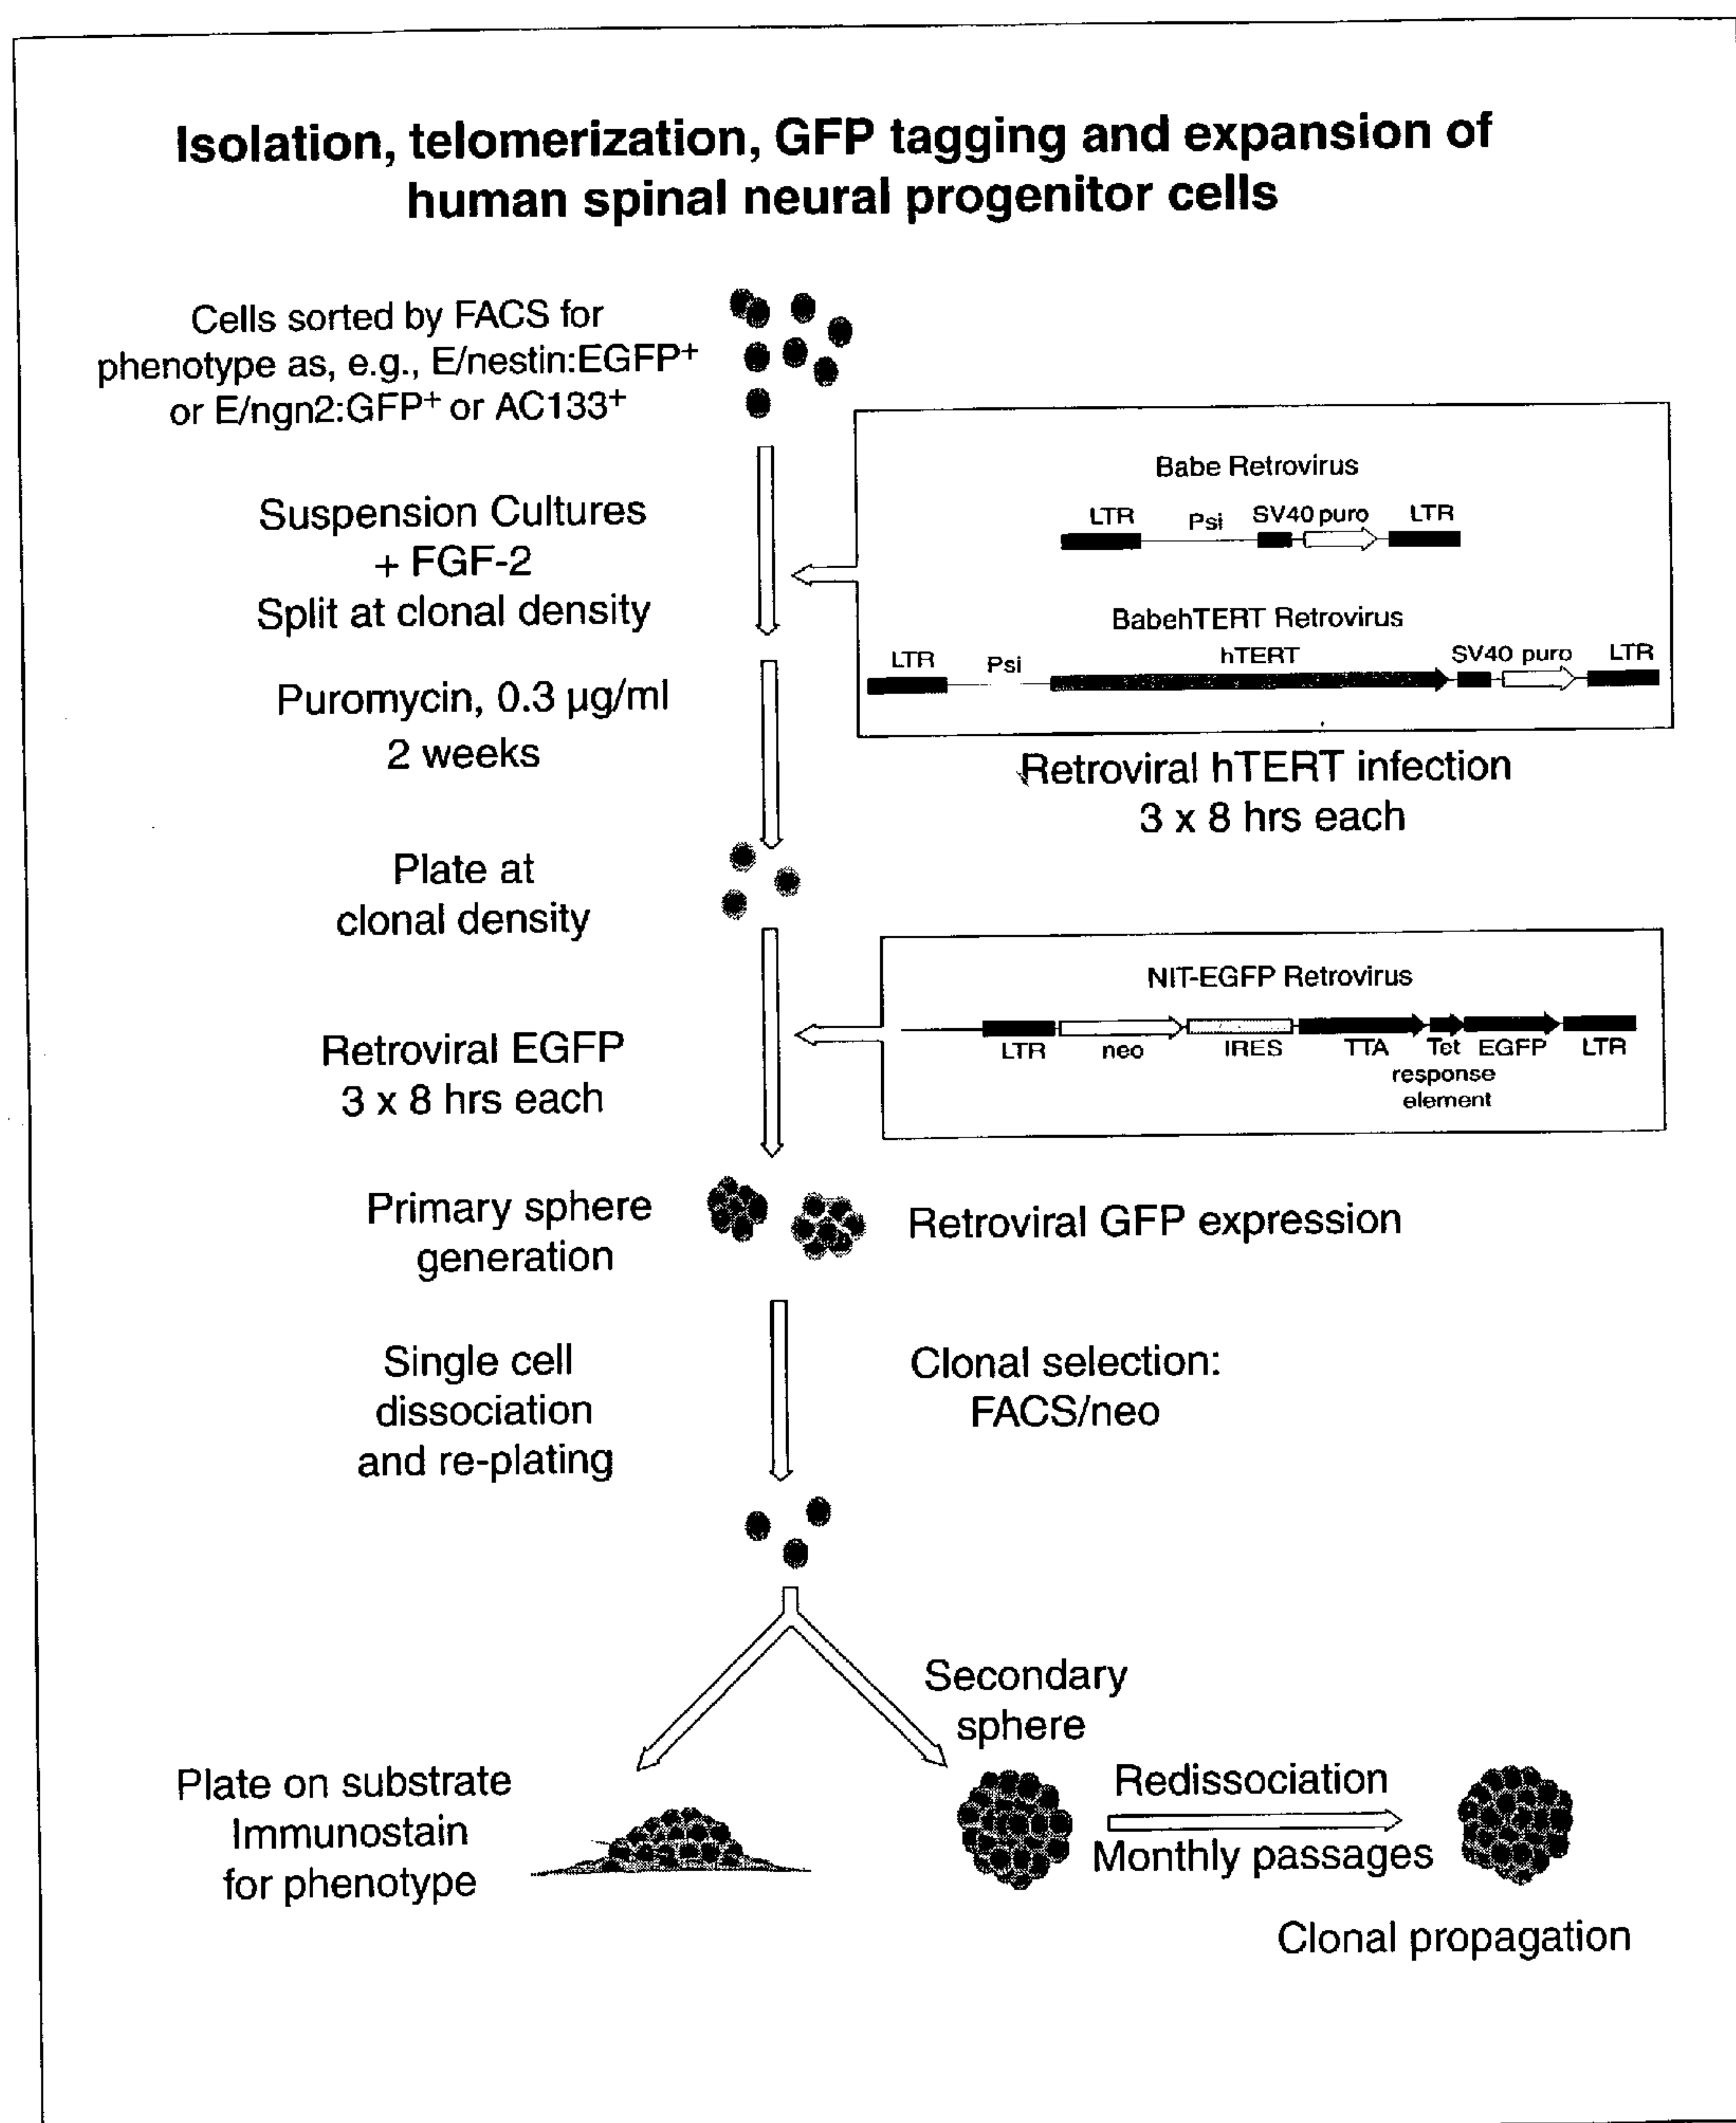 Isolation, telomerization, GFP tagging and expansion of
human spinal neural progenitor cells
Cells sorted by FACS for
phenotype as, e.g., E/nestin:EGFP+
or E/ngn2:GFP+ or AC133+
Suspension Cultures
+ FGF-2
Split at clonal density
Babe Retrovirus
LTR Psi SV40 puro LTR
BabehTERT Retrovirus
LTR Psi hTERT SV40 puro LTR
Retroviral hTERT infection
3 x 8 hrs each
Puromycin, 0.3 µg/ml
2 weeks
Plate at
clonal density
NIT-EGFP Retrovirus
LTR neo IRES TTA Tet EGFP LTR
response
element
Retroviral EGFP
3 x 8 hrs each
Primary sphere
generation
Retroviral GFP expression
Single cell
dissociation
and re-plating
Clonal selection:
FACS/neo
Secondary
sphere
Plate on substrate
Immunostain
for phenotype
Redissociation
Monthly passages
Clonal propagation